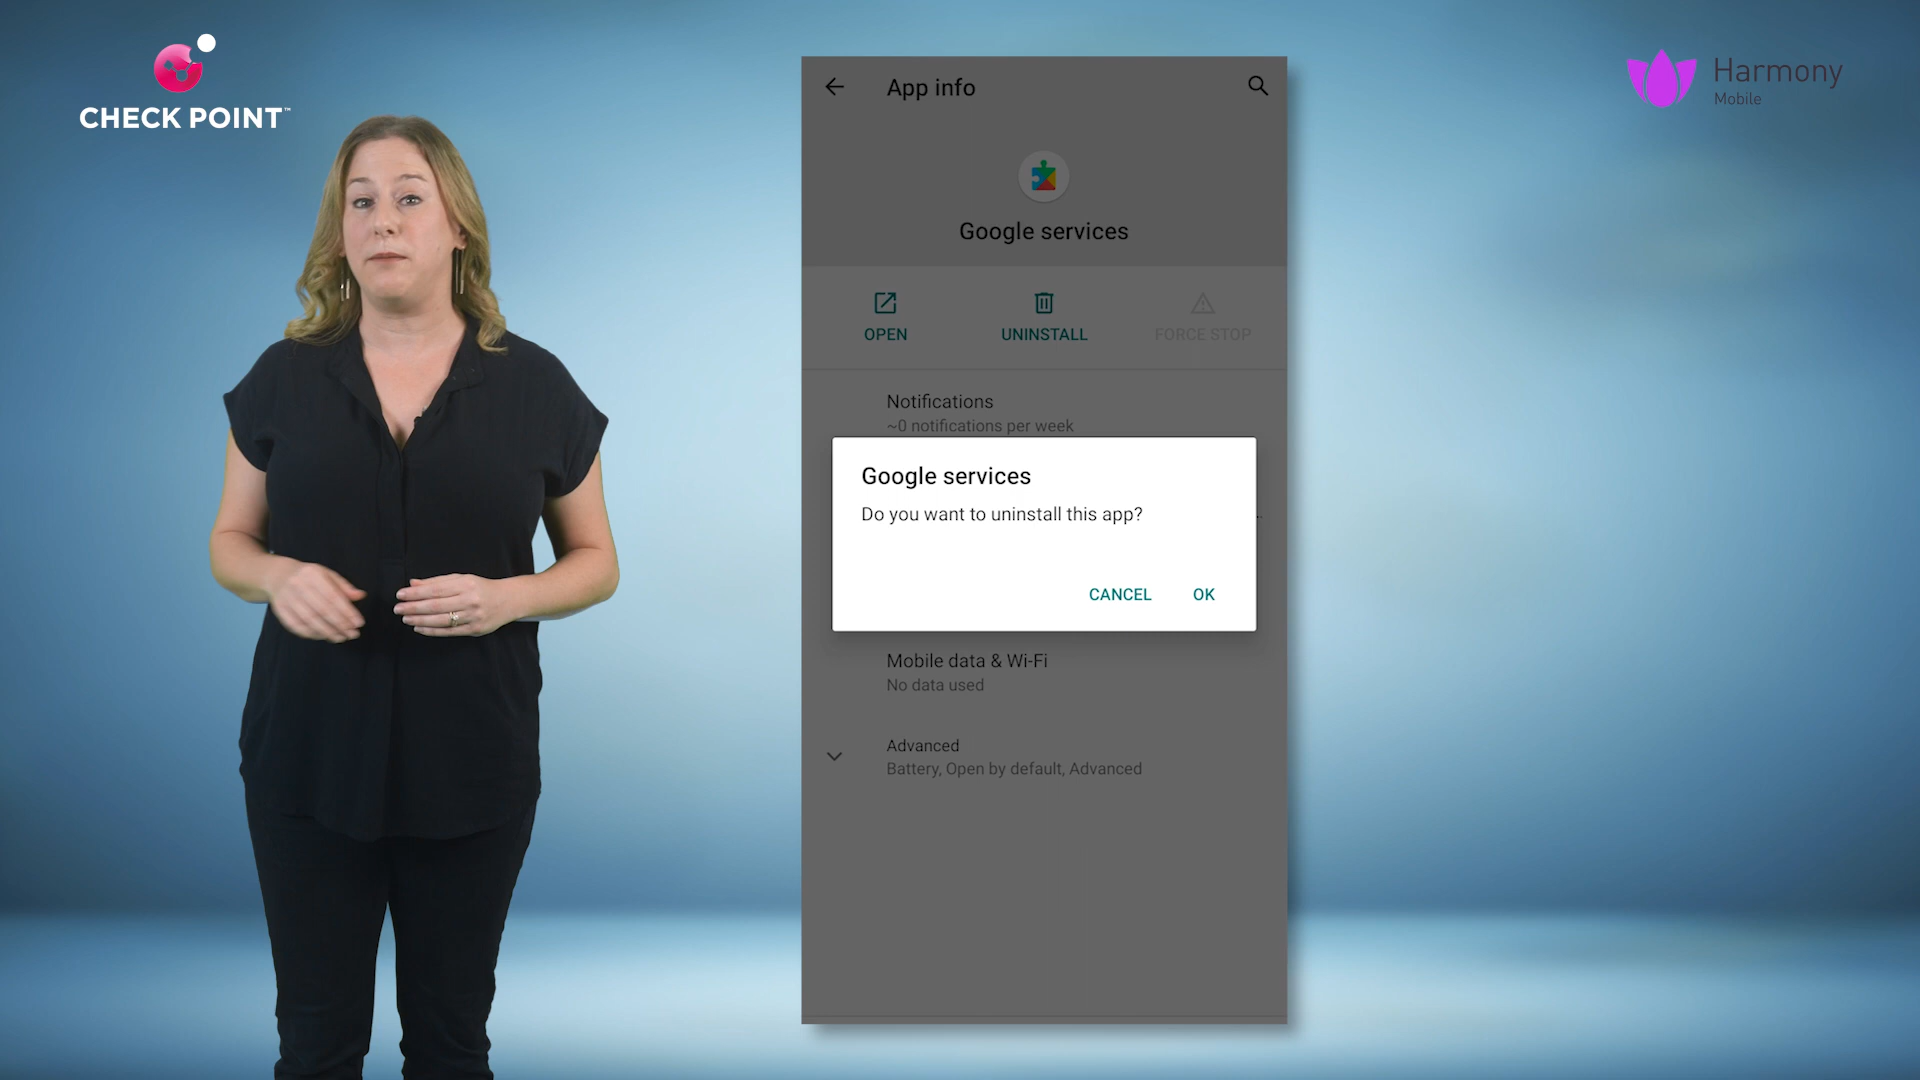 CHECK POINT™
Harmony
Mobile
App info
Google services
OPEN
UNINSTALL
FORCE STOP
Notifications
~0 notifications per week
Google services
Do you want to uninstall this app?
CANCEL
OK
Mobile data & Wi-Fi
No data used
Advanced
Battery, Open by default, Advanced